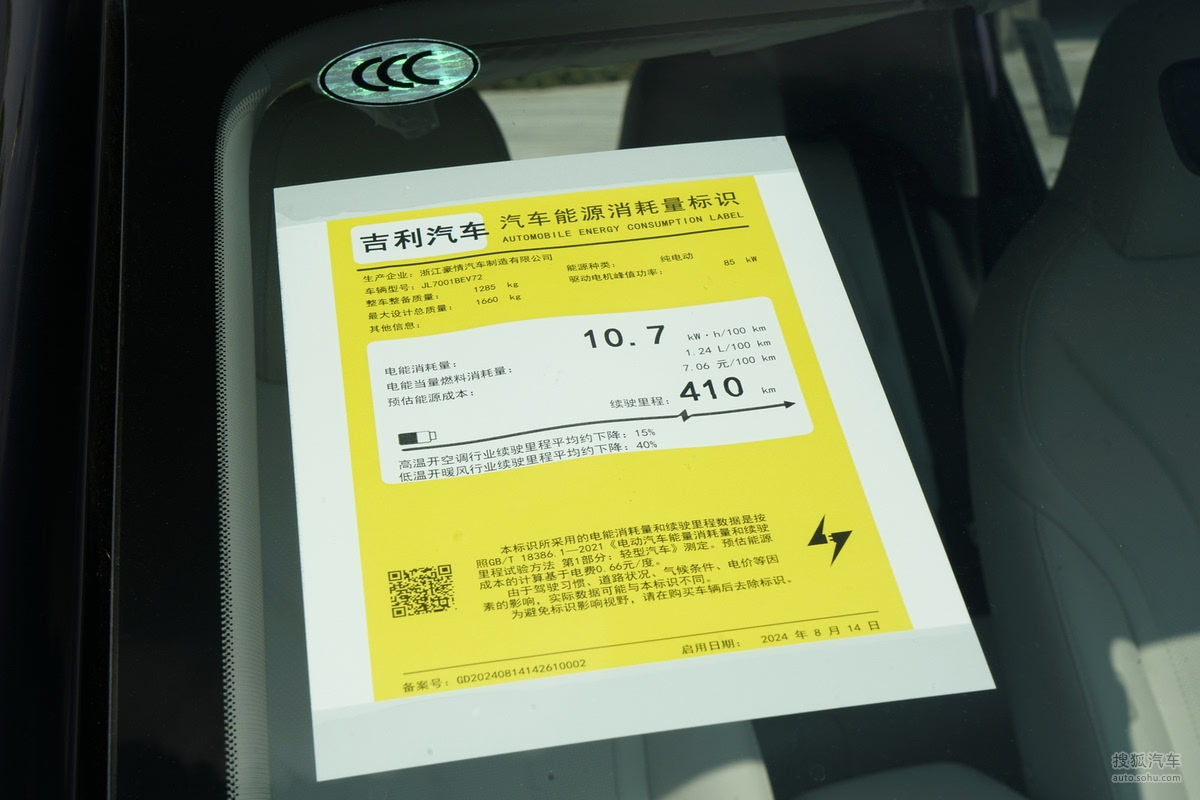 CCC
吉利汽车
汽车能源消耗量标识
AUTOMOBILE ENERGY CONSUMPTION LABEL
生产企业：浙江豪情汽车制造有限公司
能源种类： 纯电动
车辆型号：JL7001BEV72
驱动电机峰值功率： 85 kW
整车整备质量： 1285 kg
最大设计总质量： 1660 kg
其他信息：
电能消耗量： 10.7 kW·h/100 km
电能当量燃料消耗量： 1.24 L/100 km
预估能源成本： 7.06 元/100 km
续驶里程：410 km
高温开空调行业续驶里程平均约下降：15%
低温开暖风行业续驶里程平均约下降：40%
本标识所采用的电能消耗量和续驶里程数据是按
照GB/T 18386.1—2021《电动汽车能量消耗量和续驶
里程试验方法 第1部分：轻型汽车》测定。预估能源
成本的计算基于电费0.66元/度。
由于驾驶习惯、道路状况、气候条件、电价等因
素的影响，实际数据可能与本标识不同。
为避免标识影响视野，请在购买车辆后去除标识。
备案号：GD20240814142610002
启用日期： 2024 年 8 月 14 日
搜狐汽车
auto.sohu.com